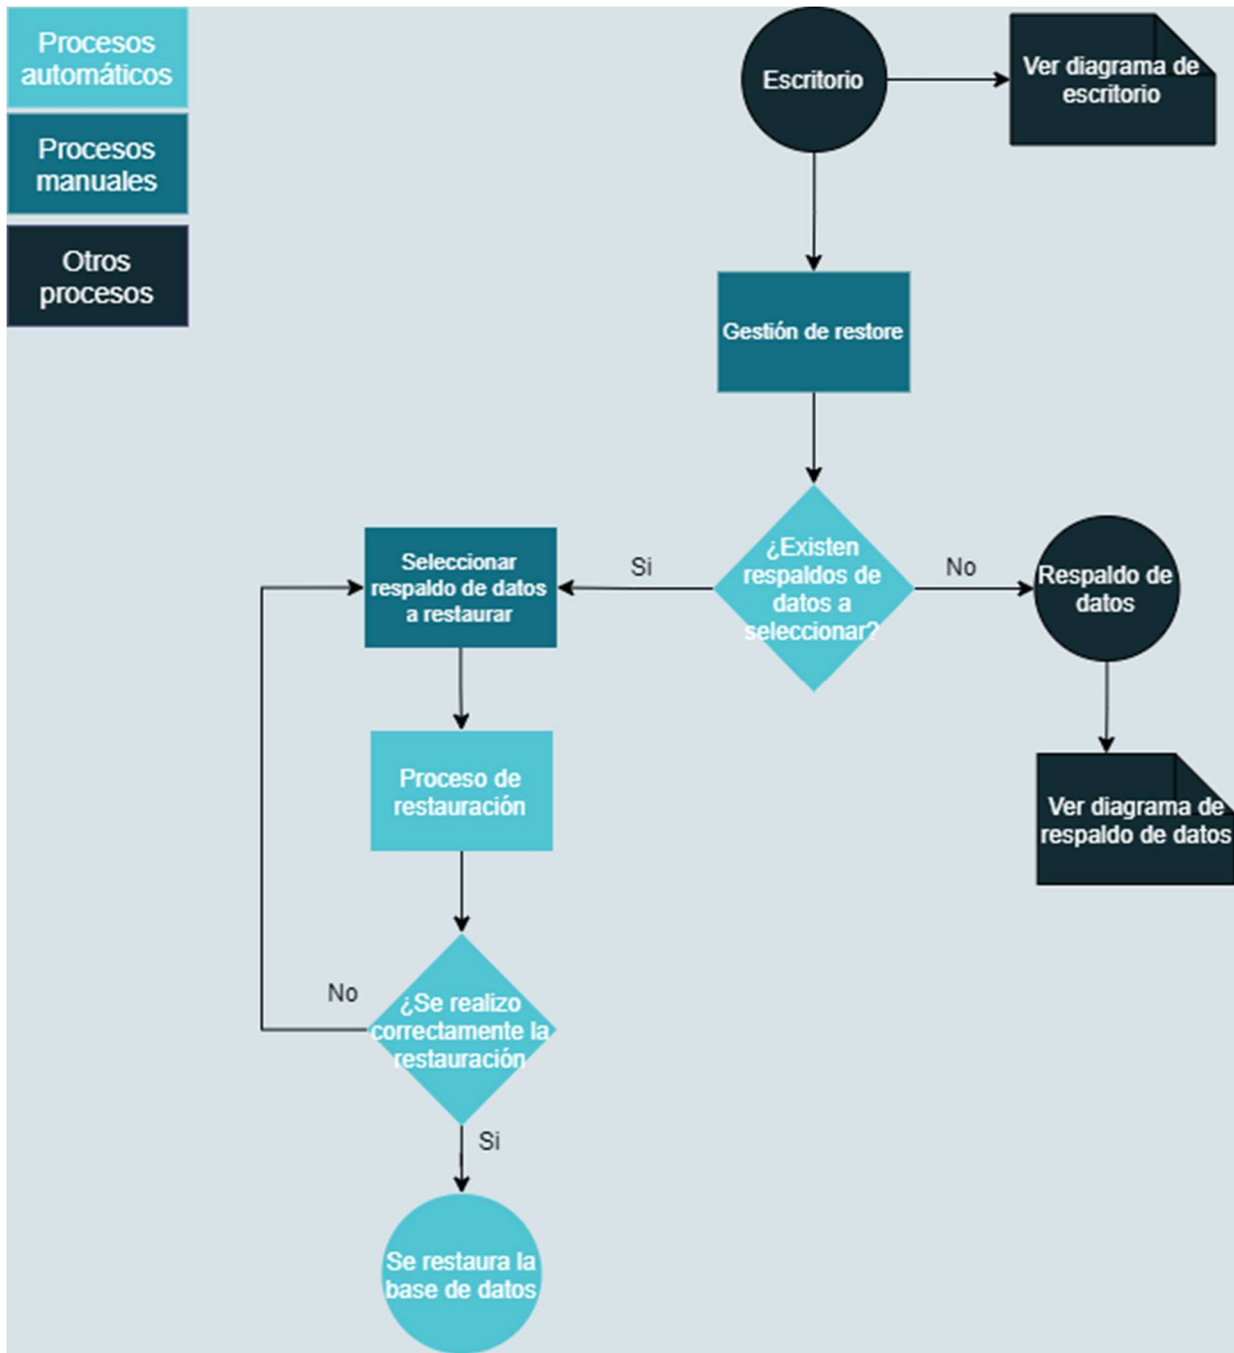 Procesos
automáticos
Procesos
manuales
Otros
procesos
Escritorio
Ver diagrama de
escritorio
Gestión de restore
¿Existen
respaldos de
datos a
seleccionar?
Si
No
Seleccionar
respaldo de datos
a restaurar
Respaldo de
datos
Proceso de
restauración
Ver diagrama de
respaldo de datos
¿Se realizo
correctamente la
restauración
No
Si
Se restaura la
base de datos